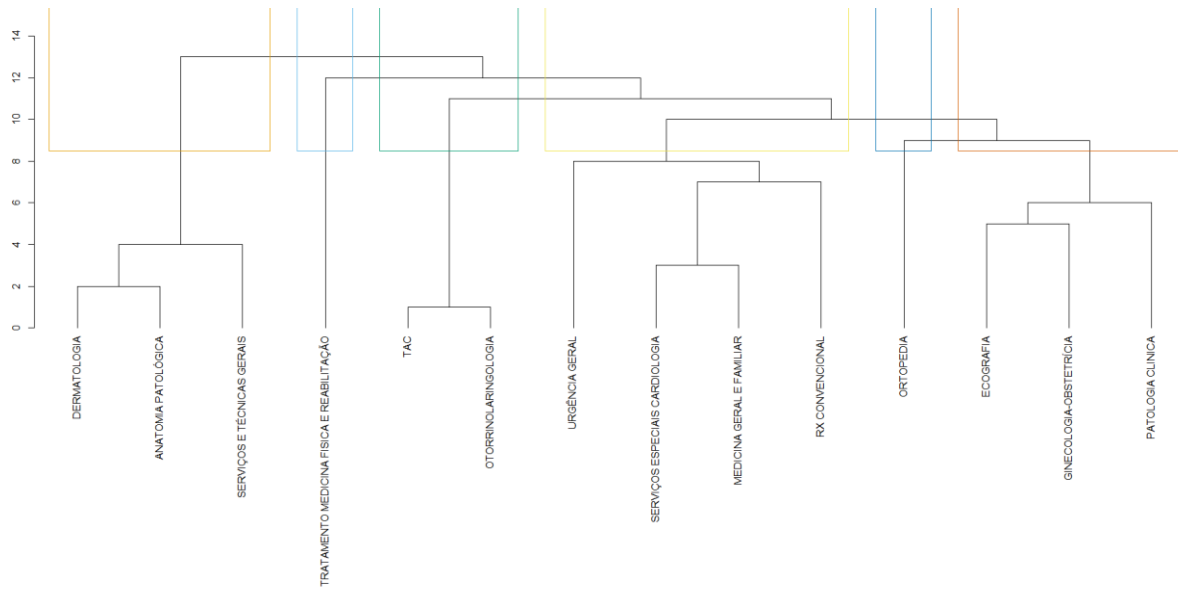 14
12
10
8
6
4
2
0
DERMATOLOGIA
ANATOMIA PATOLÓGICA
SERVIÇOS E TÉCNICAS GERAIS
TRATAMENTO MEDICINA FISICA E REABILITAÇÃO
TAC
OTORRINOLARINGOLOGIA
URGÊNCIA GERAL
SERVIÇOS ESPECIAIS CARDIOLOGIA
MEDICINA GERAL E FAMILIAR
RX CONVENCIONAL
ORTOPEDIA
ECOGRAFIA
GINECOLOGIA-OBSTETRÍCIA
PATOLOGIA CLINICA